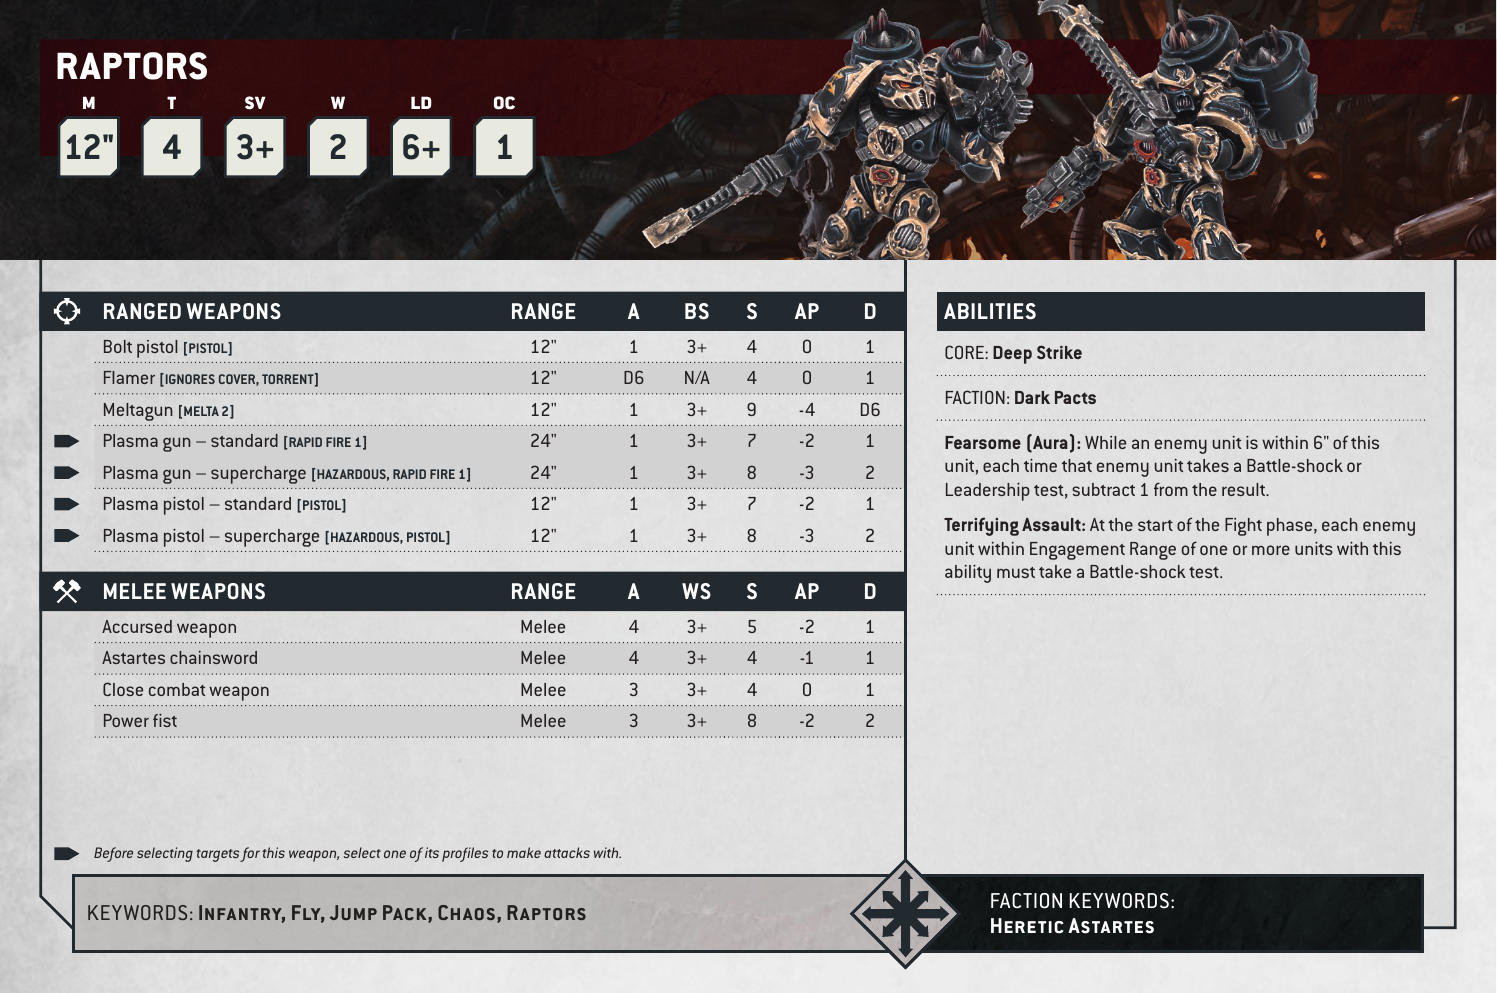 RAPTORS
M T SV W LD OC
12" 4 3+ 2 6+ 1
RANGED WEAPONS RANGE A BS S AP D
Bolt pistol [PISTOL] 12" 1 3+ 4 0 1
Flamer [IGNORES COVER, TORRENT] 12" D6 N/A 4 0 1
Meltagun [MELTA 2] 12" 1 3+ 9 -4 D6
Plasma gun – standard [RAPID FIRE 1] 24" 1 3+ 7 -2 1
Plasma gun – supercharge [HAZARDOUS, RAPID FIRE 1] 24" 1 3+ 8 -3 2
Plasma pistol – standard [PISTOL] 12" 1 3+ 7 -2 1
Plasma pistol – supercharge [HAZARDOUS, PISTOL] 12" 1 3+ 8 -3 2
MELEE WEAPONS RANGE A WS S AP D
Accursed weapon Melee 4 3+ 5 -2 1
Astartes chainsword Melee 4 3+ 4 -1 1
Close combat weapon Melee 3 3+ 4 0 1
Power fist Melee 3 3+ 8 -2 2
Before selecting targets for this weapon, select one of its profiles to make attacks with.
ABILITIES
CORE: Deep Strike
FACTION: Dark Pacts
Fearsome (Aura): While an enemy unit is within 6" of this
unit, each time that enemy unit takes a Battle-shock or
Leadership test, subtract 1 from the result.
Terrifying Assault: At the start of the Fight phase, each enemy
unit within Engagement Range of one or more units with this
ability must take a Battle-shock test.
KEYWORDS: INFANTRY, FLY, JUMP PACK, CHAOS, RAPTORS
FACTION KEYWORDS:
HERETIC ASTARTES